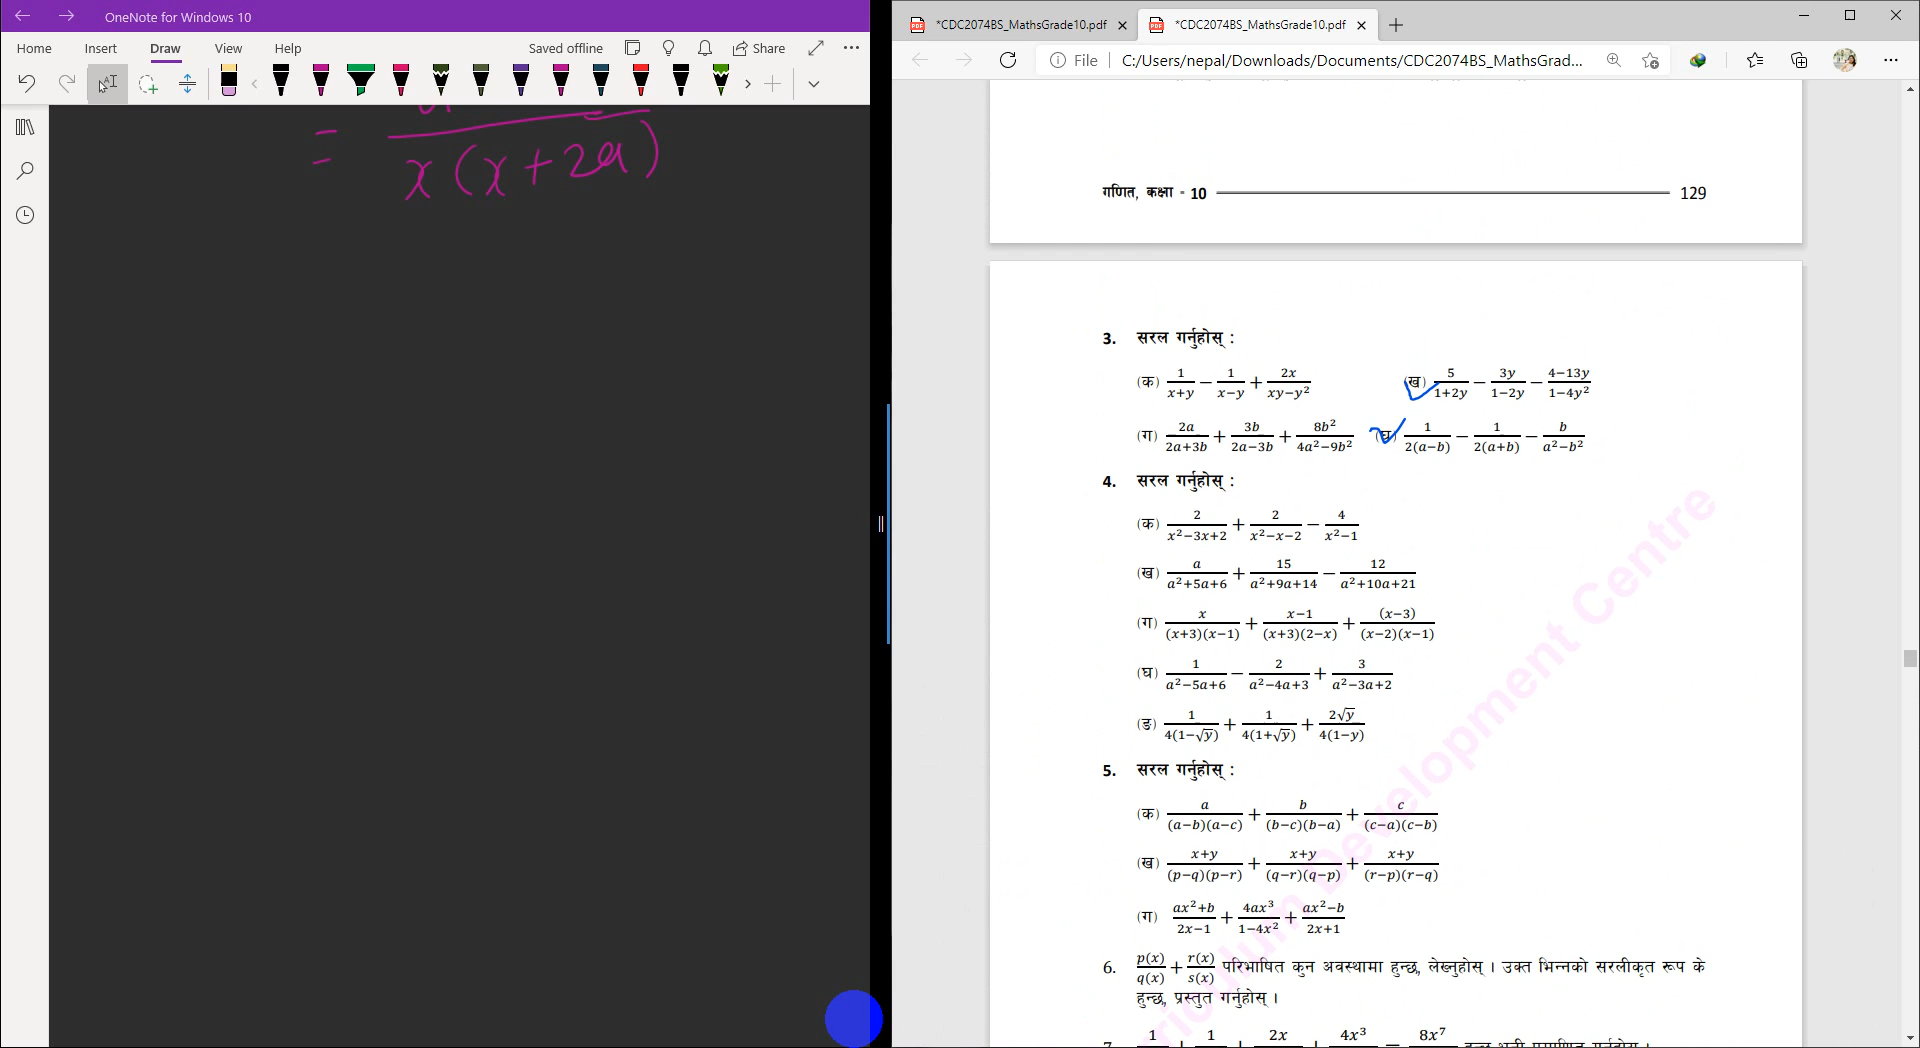 OneNote for Windows 10
Home Insert Draw View Help Saved offline Share
= x(x+2a)
*CDC2074BS_MathsGrade10.pdf *CDC2074BS_MathsGrade10.pdf
File C:/Users/nepal/Downloads/Documents/CDC2074BS_MathsGrad...
गणित, कक्षा - 10 129
3. सरल गर्नुहोस् :
(क) 1/(x+y) − 1/(x−y) + 2x/(xy−y²) (ख) 5/(1+2y) − 3y/(1−2y) − (4−13y)/(1−4y²)
(ग) 2a/(2a+3b) + 3b/(2a−3b) + 8b²/(4a²−9b²) (घ) 1/(2(a−b)) − 1/(2(a+b)) − b/(a²−b²)
4. सरल गर्नुहोस् :
(क) 2/(x²−3x+2) + 2/(x²−x−2) − 4/(x²−1)
(ख) a/(a²+5a+6) + 15/(a²+9a+14) − 12/(a²+10a+21)
(ग) x/((x+3)(x−1)) + (x−1)/((x+3)(2−x)) + (x−3)/((x−2)(x−1))
(घ) 1/(a²−5a+6) − 2/(a²−4a+3) + 3/(a²−3a+2)
(ङ) 1/(4(1−√y)) + 1/(4(1+√y)) + 2√y/(4(1−y))
5. सरल गर्नुहोस् :
(क) a/((a−b)(a−c)) + b/((b−c)(b−a)) + c/((c−a)(c−b))
(ख) (x+y)/((p−q)(p−r)) + (x+y)/((q−r)(q−p)) + (x+y)/((r−p)(r−q))
(ग) (ax²+b)/(2x−1) + 4ax³/(1−4x²) + (ax²−b)/(2x+1)
6. p(x)/q(x) + r(x)/s(x) परिभाषित कुन अवस्थामा हुन्छ, लेख्नुहोस् । उक्त भिन्नको सरलीकृत रूप के
हुन्छ, प्रस्तुत गर्नुहोस् ।
7. 1 + 1 + 2x + 4x³ = 8x⁷
riculum Development Centre